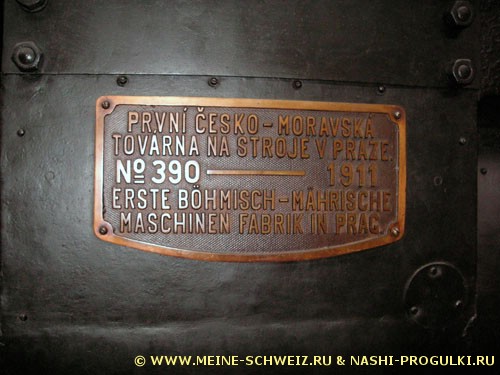 PRVNÍ ČESKO-MORAVSKÁ
TOVÁRNA NA STROJE V PRAZE.
No 390 — 1911
ERSTE BÖHMISCH-MÄHRISCHE
MASCHINEN FABRIK IN PRAG.
© WWW.MEINE-SCHWEIZ.RU & NASHI-PROGULKI.RU